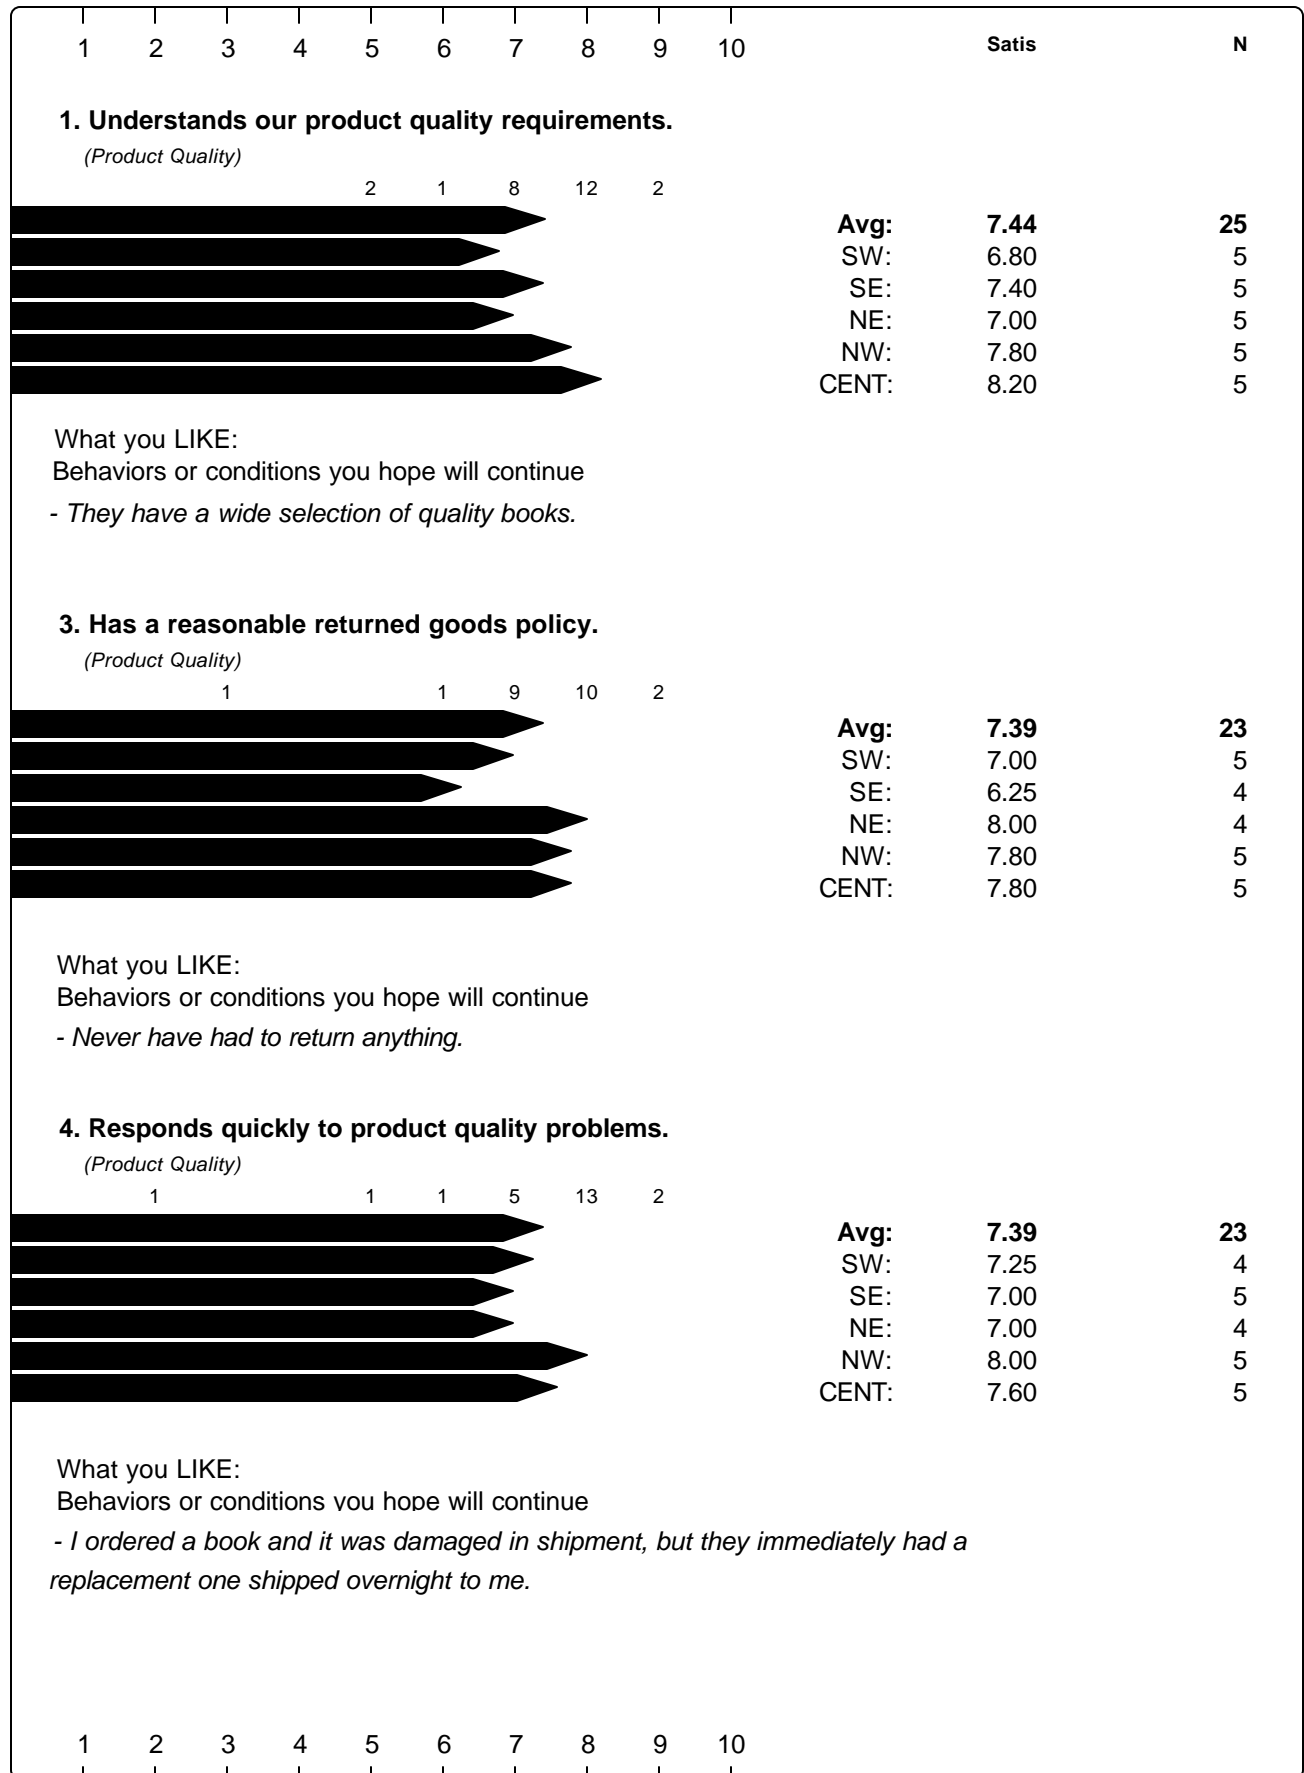 1 2 3 4 5 6 7 8 9 10 Satis N
1. Understands our product quality requirements.
(Product Quality)
2 1 8 12 2
Avg: 7.44 25
SW: 6.80 5
SE: 7.40 5
NE: 7.00 5
NW: 7.80 5
CENT: 8.20 5
What you LIKE:
Behaviors or conditions you hope will continue
- They have a wide selection of quality books.
3. Has a reasonable returned goods policy.
(Product Quality)
1 1 9 10 2
Avg: 7.39 23
SW: 7.00 5
SE: 6.25 4
NE: 8.00 4
NW: 7.80 5
CENT: 7.80 5
What you LIKE:
Behaviors or conditions you hope will continue
- Never have had to return anything.
4. Responds quickly to product quality problems.
(Product Quality)
1 1 1 5 13 2
Avg: 7.39 23
SW: 7.25 4
SE: 7.00 5
NE: 7.00 4
NW: 8.00 5
CENT: 7.60 5
What you LIKE:
Behaviors or conditions you hope will continue
- I ordered a book and it was damaged in shipment, but they immediately had a
replacement one shipped overnight to me.
1 2 3 4 5 6 7 8 9 10